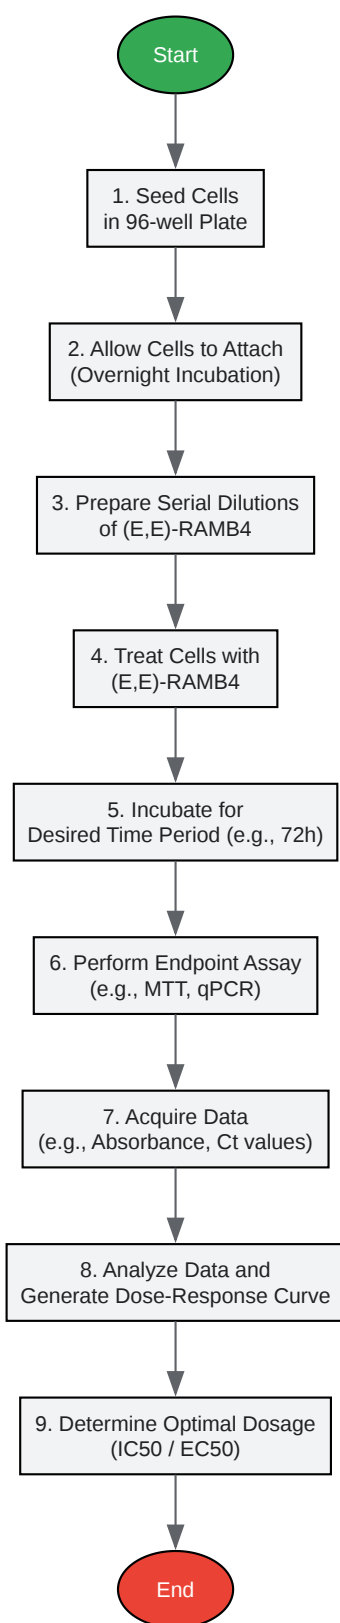 Start
1. Seed Cells
in 96-well Plate
2. Allow Cells to Attach
(Overnight Incubation)
3. Prepare Serial Dilutions
of (E,E)-RAMB4
4. Treat Cells with
(E,E)-RAMB4
5. Incubate for
Desired Time Period (e.g., 72h)
6. Perform Endpoint Assay
(e.g., MTT, qPCR)
7. Acquire Data
(e.g., Absorbance, Ct values)
8. Analyze Data and
Generate Dose-Response Curve
9. Determine Optimal Dosage
(IC50 / EC50)
End